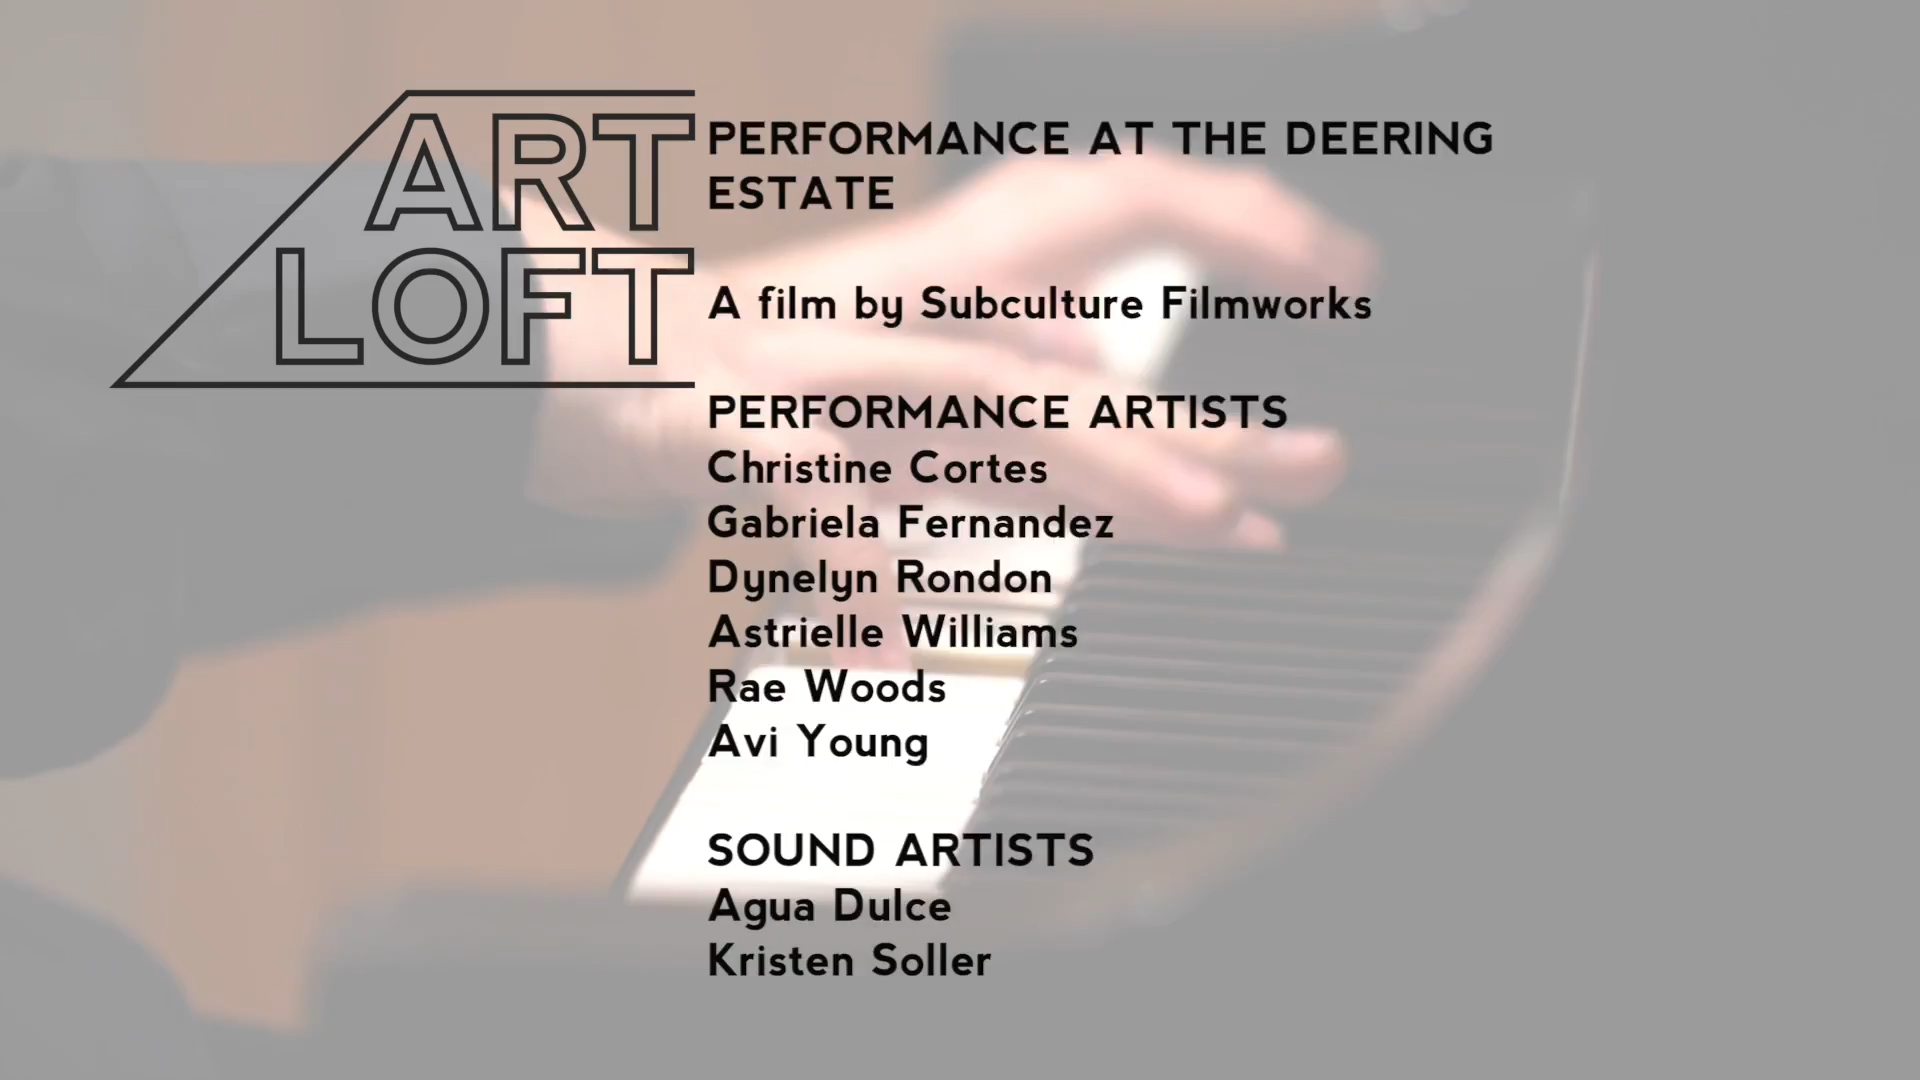 ART
LOFT
PERFORMANCE AT THE DEERING
ESTATE
A film by Subculture Filmworks
PERFORMANCE ARTISTS
Christine Cortes
Gabriela Fernandez
Dynelyn Rondon
Astrielle Williams
Rae Woods
Avi Young
SOUND ARTISTS
Agua Dulce
Kristen Soller